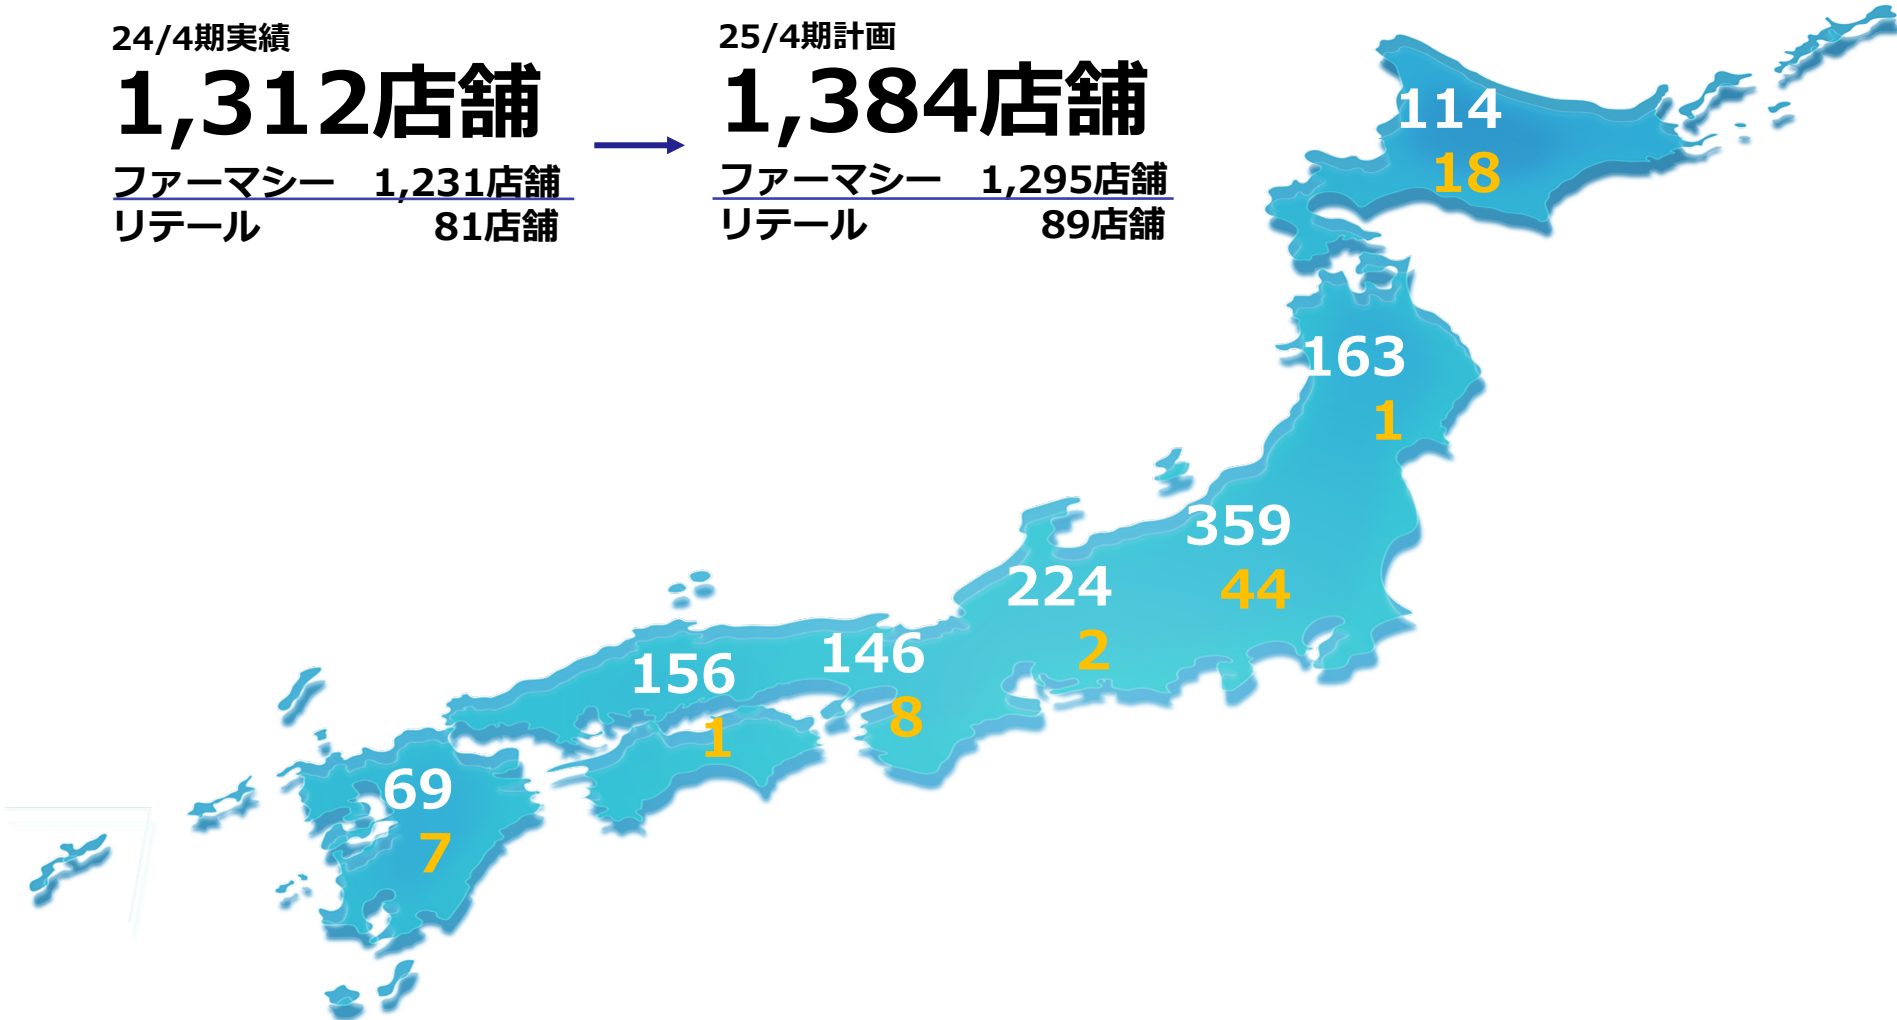 24/4期実績
1,312店舗
ファーマシー 1,231店舗
リテール 81店舗
25/4期計画
1,384店舗
ファーマシー 1,295店舗
リテール 89店舗
114
18
163
1
359
44
224
2
146
8
156
1
69
7